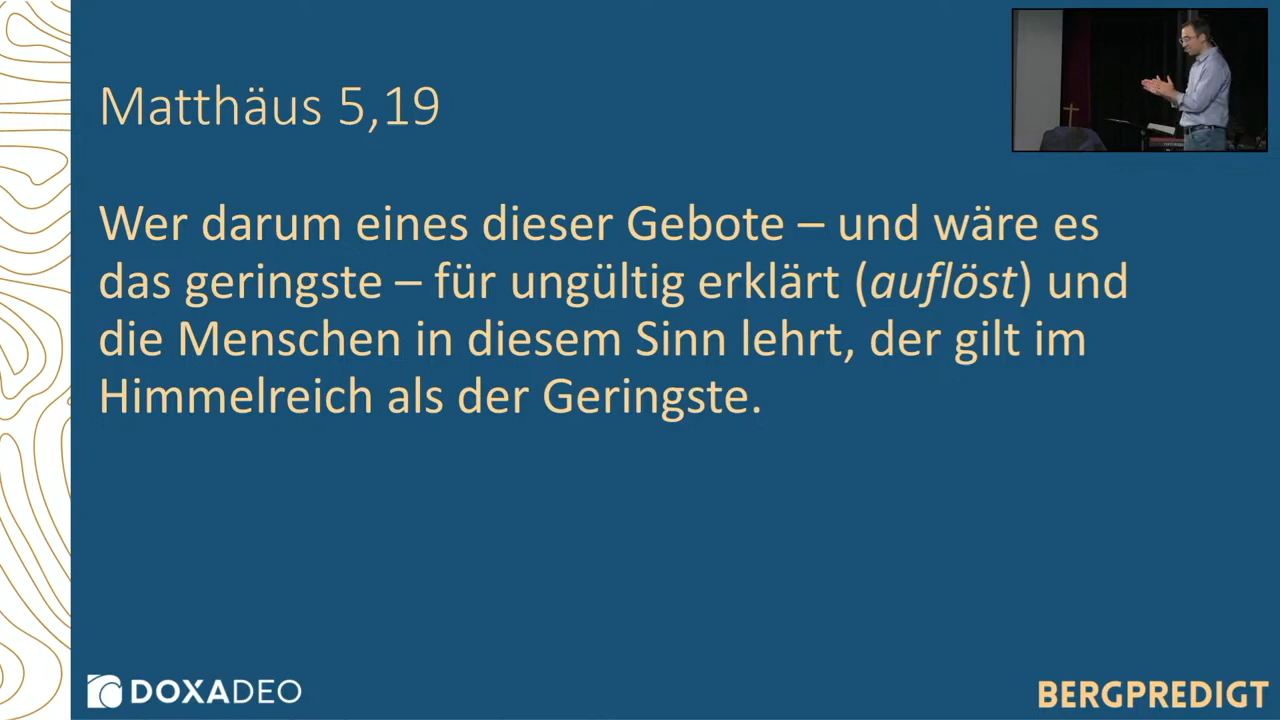 Matthäus 5,19
Wer darum eines dieser Gebote – und wäre es
das geringste – für ungültig erklärt (auflöst) und
die Menschen in diesem Sinn lehrt, der gilt im
Himmelreich als der Geringste.
DOXADEO
BERGPREDIGT